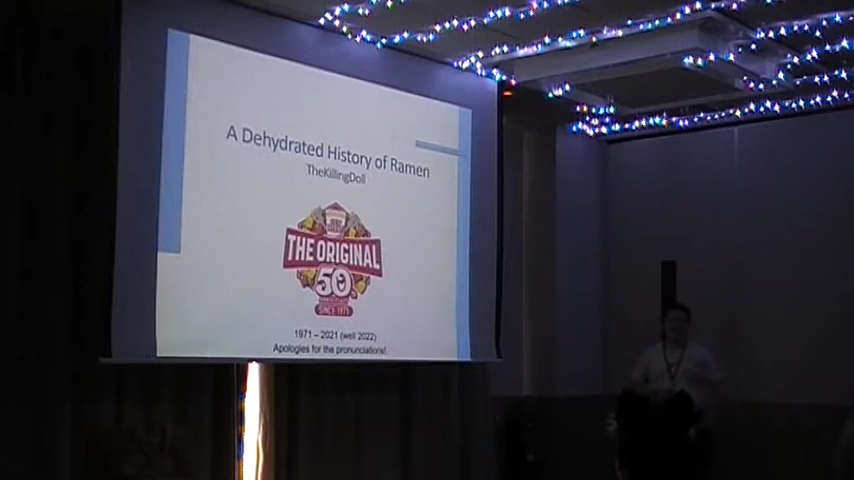 A Dehydrated History of Ramen
TheKillingDoll
THE ORIGINAL
50
SINCE 1971
1971 – 2021 (well 2022)
Apologies for the pronunciations!